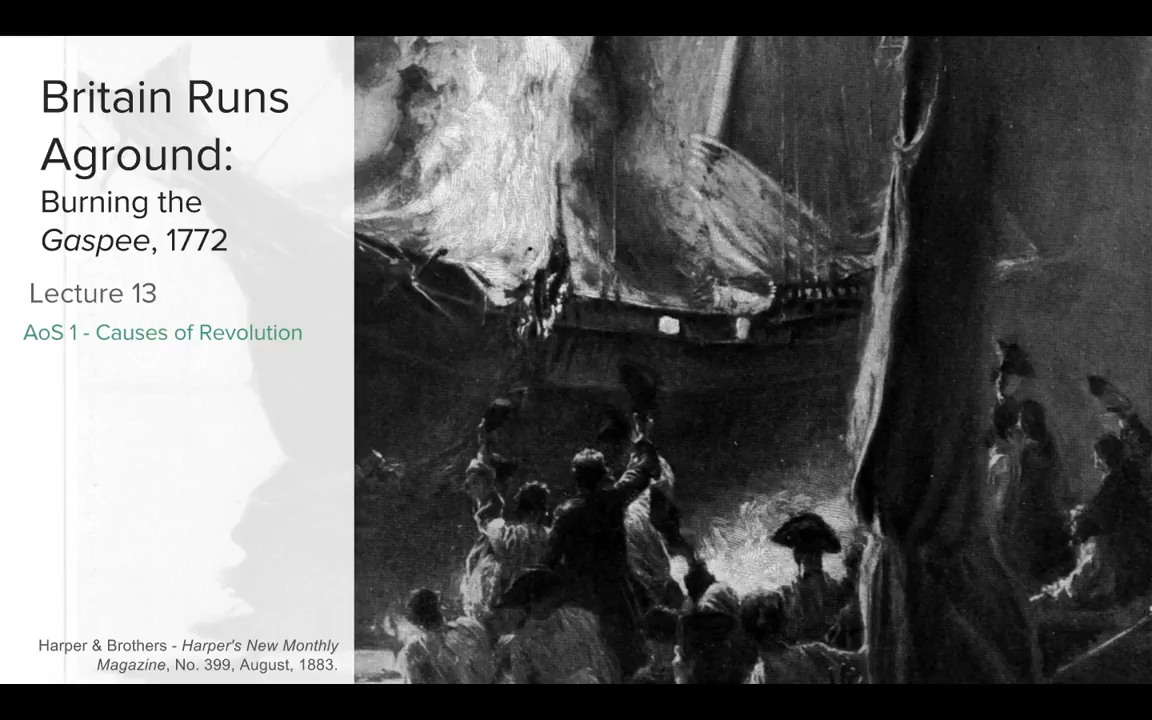 Britain Runs
Aground:
Burning the
Gaspee, 1772
Lecture 13
AoS 1 - Causes of Revolution
Harper & Brothers - Harper's New Monthly
Magazine, No. 399, August, 1883.